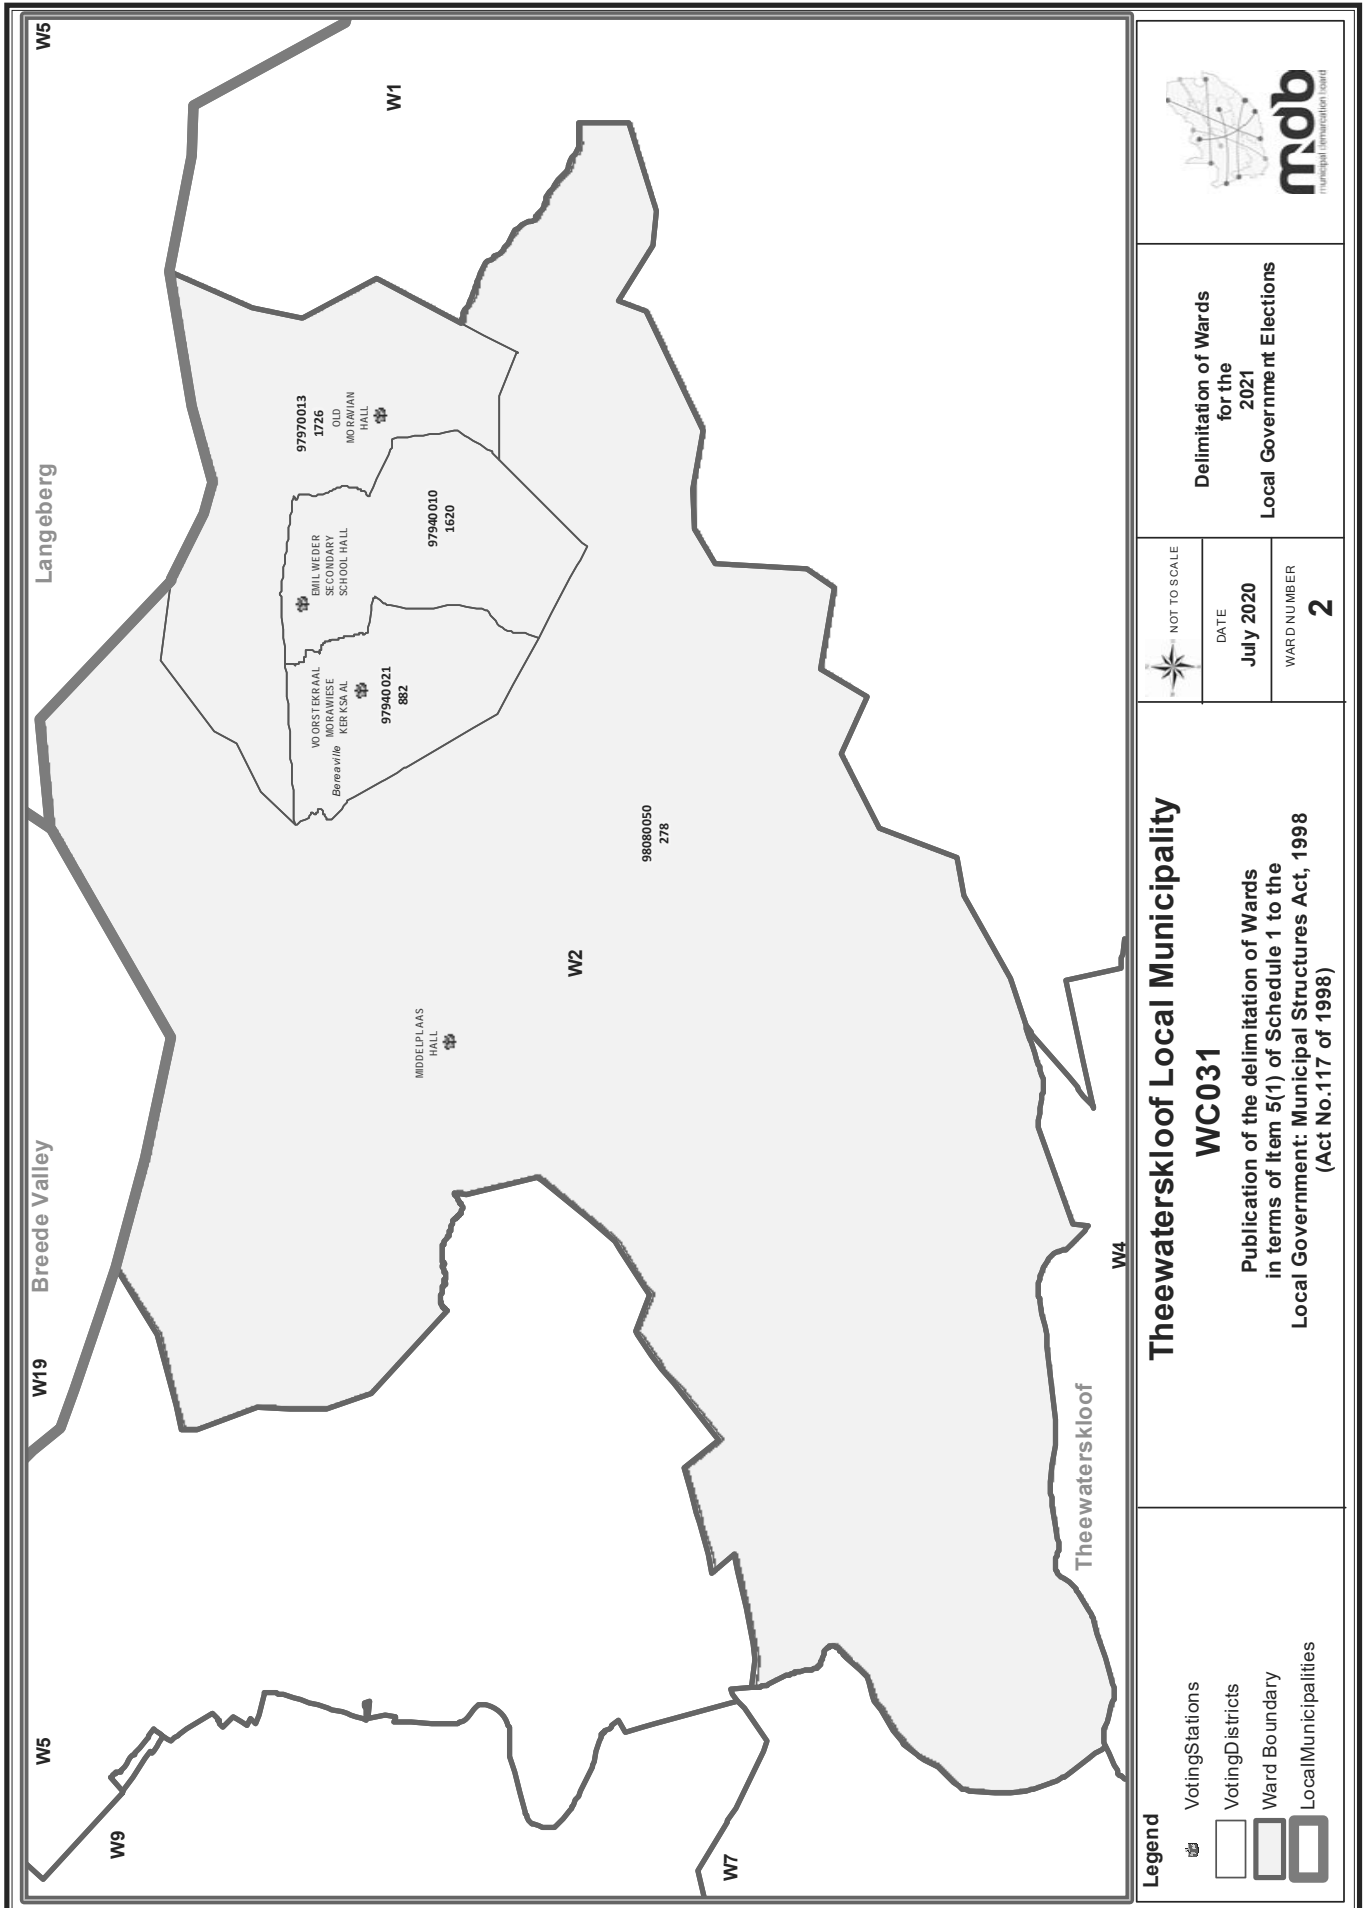 W5
W9
W7
W19
Breede Valley
Langeberg
W5
W1
W2
W4
Theewaterskloof
MIDDELPLAAS
HALL
98080050
278
VOORSTEKRAAL
MORAWIESE
KERKSAAL
Bereaville
97940021
882
EMIL WEDER
SECONDARY
SCHOOL HALL
97940010
1620
97970013
1726
OLD
MORAVIAN
HALL
Legend
VotingStations
VotingDistricts
Ward Boundary
LocalMunicipalities
Theewaterskloof Local Municipality
WC031
Publication of the delimitation of Wards
in terms of Item 5(1) of Schedule 1 to the
Local Government: Municipal Structures Act, 1998
(Act No.117 of 1998)
NOT TO SCALE
DATE
July 2020
WARD NUMBER
2
Delimitation of Wards
for the
2021
Local Government Elections
mdb
municipal demarcation board